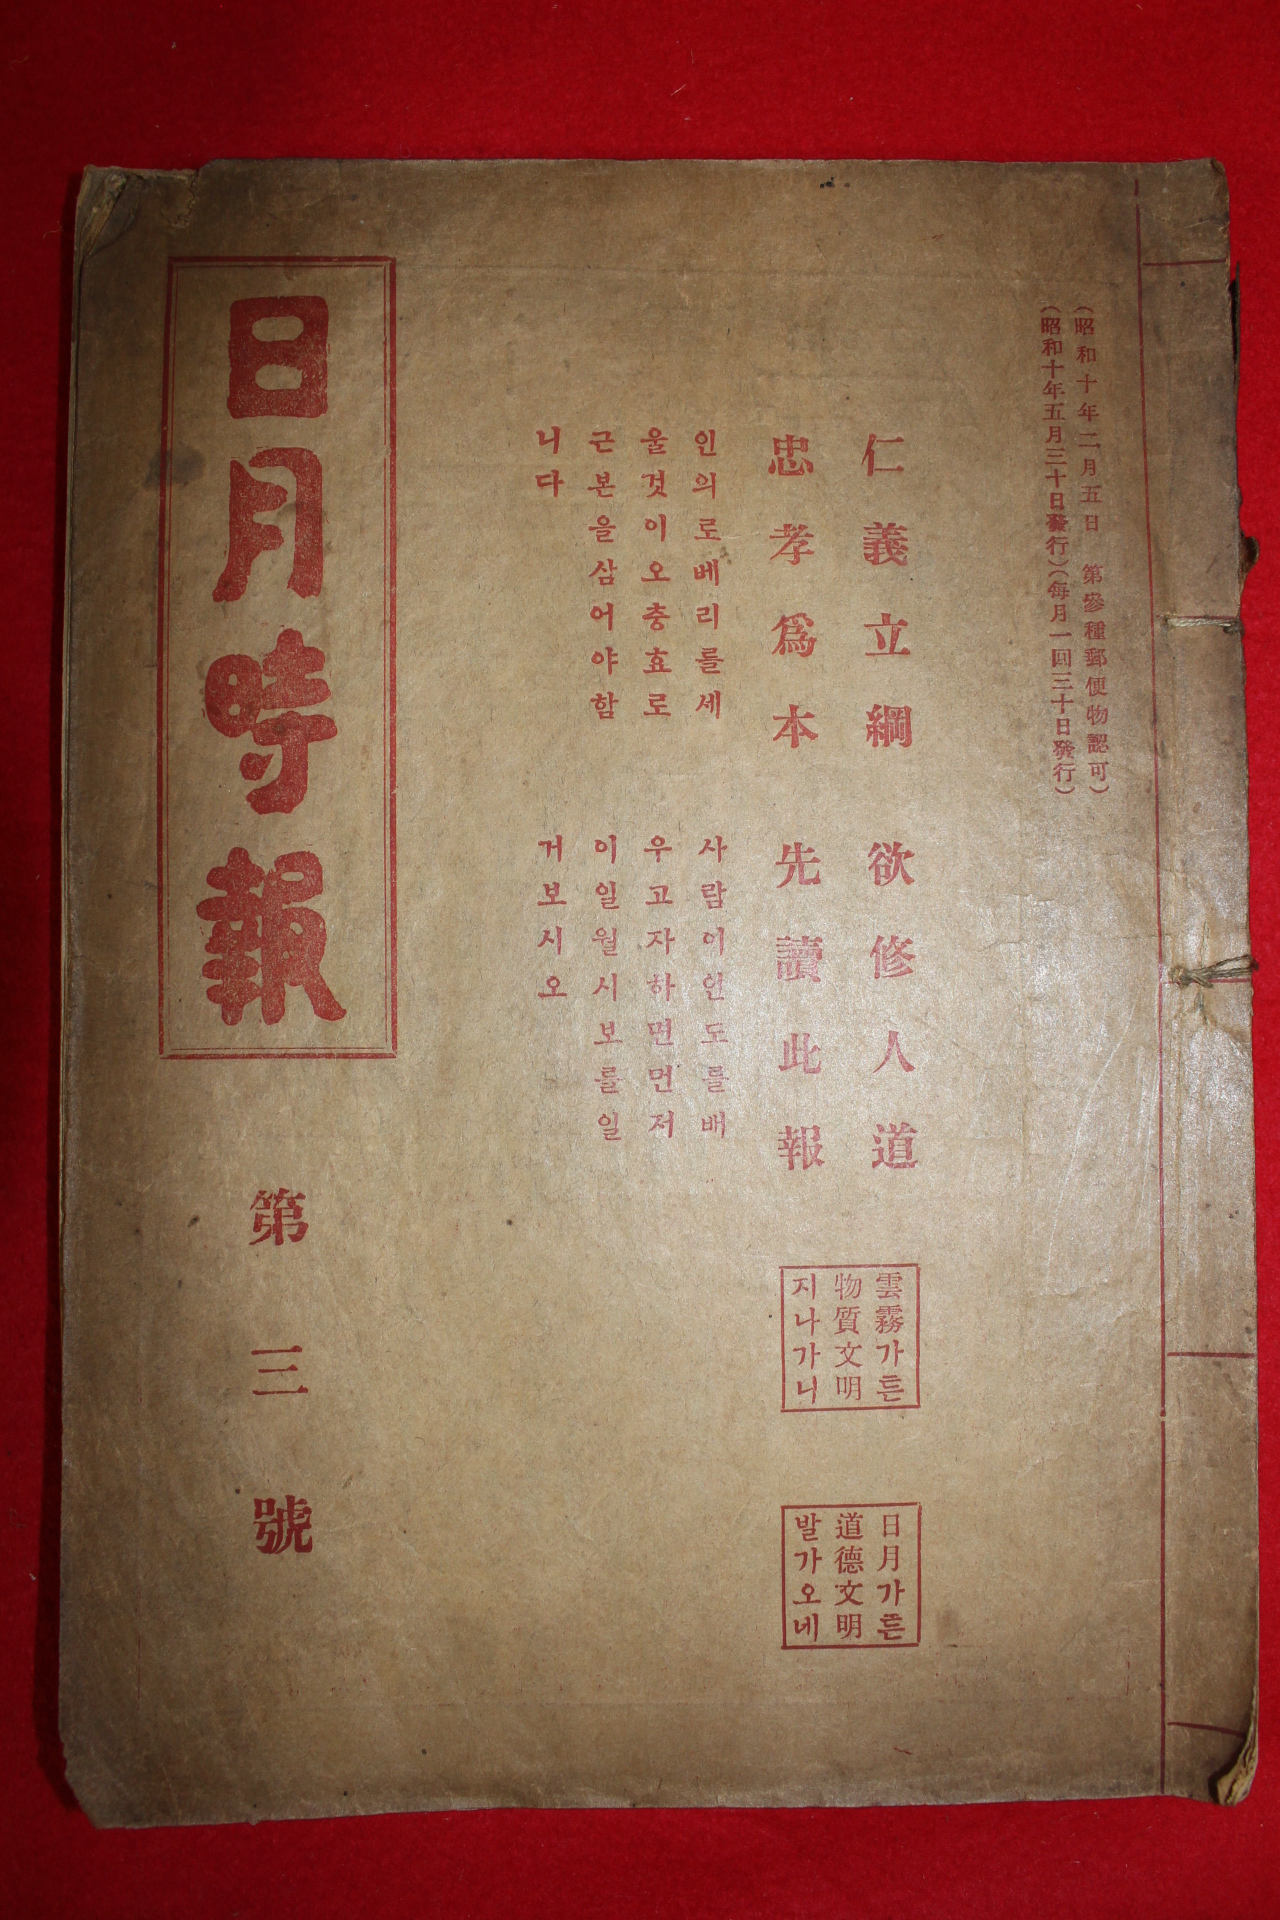 (昭和十年二月五日 第參種郵便物認可)
(昭和十年五月三十日發行)(每月一回三十日發行)
仁義立綱 欲修人道
忠孝爲本 先讀此報
인의로베리를세
울것이오충효로
근본을삼어야함
니다
사람이인도를배
우고자하면먼저
이일월시보를일
거보시오
雲霧가튼
物質文明
지나가니
日月가튼
道德文明
발가오네
日月時報
第三號